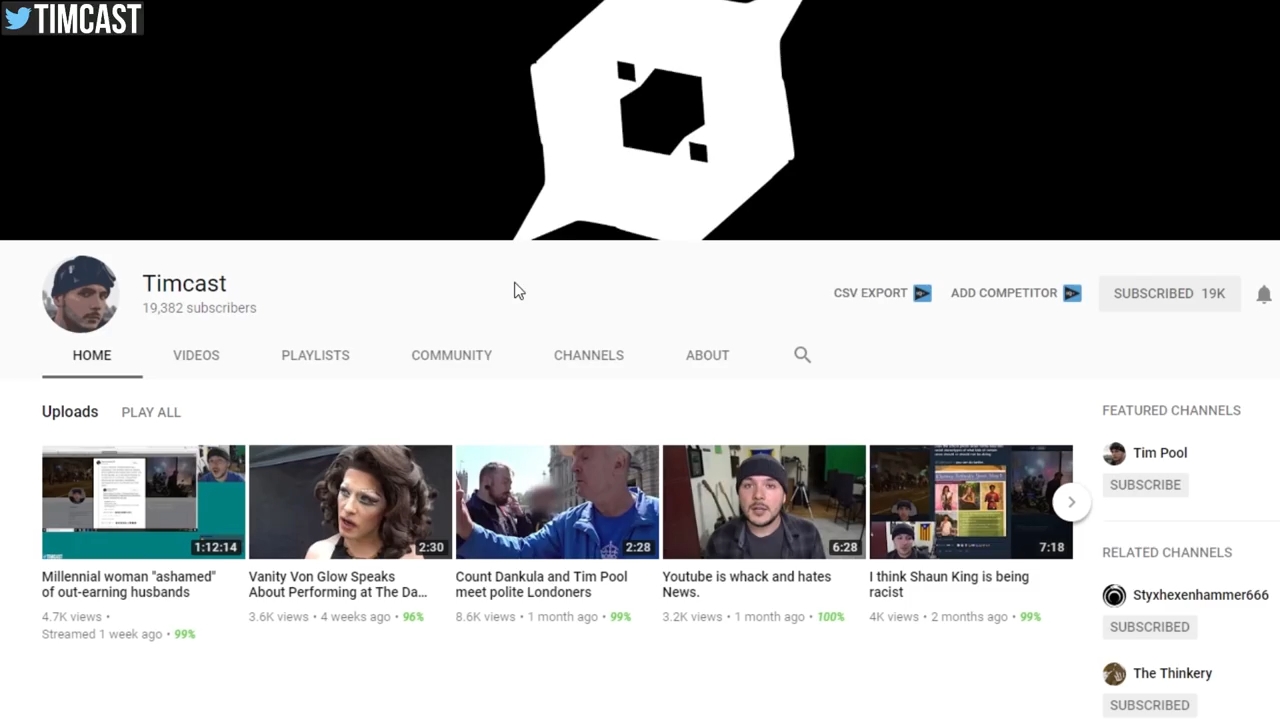 TIMCAST
Timcast
19,382 subscribers
CSV EXPORT
ADD COMPETITOR
SUBSCRIBED 19K
HOME
VIDEOS
PLAYLISTS
COMMUNITY
CHANNELS
ABOUT
Uploads PLAY ALL
1:12:14
Millennial woman "ashamed"
of out-earning husbands
4.7K views •
Streamed 1 week ago • 99%
2:30
Vanity Von Glow Speaks
About Performing at The Da...
3.6K views • 4 weeks ago • 96%
2:28
Count Dankula and Tim Pool
meet polite Londoners
8.6K views • 1 month ago • 99%
6:28
Youtube is whack and hates
News.
3.2K views • 1 month ago • 100%
7:18
I think Shaun King is being
racist
4K views • 2 months ago • 99%
FEATURED CHANNELS
Tim Pool
SUBSCRIBE
RELATED CHANNELS
Styxhexenhammer666
SUBSCRIBED
The Thinkery
SUBSCRIBED